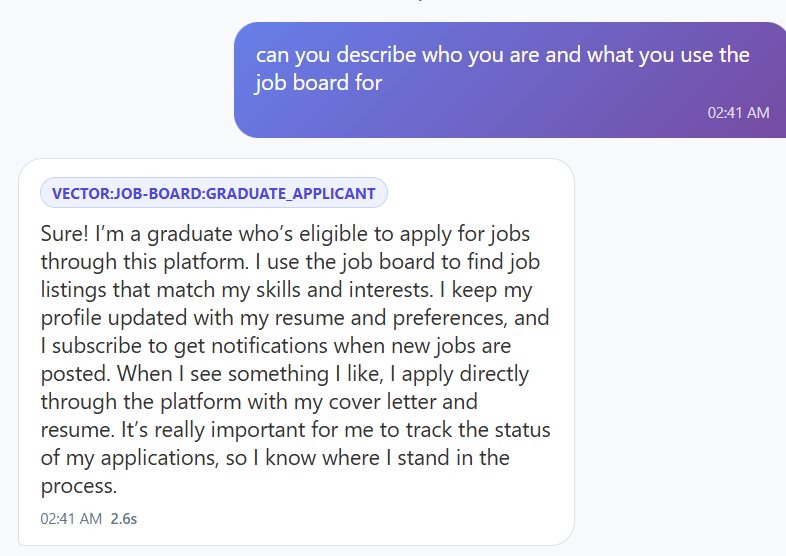 can you describe who you are and what you use the
job board for
02:41 AM
VECTOR:JOB-BOARD:GRADUATE_APPLICANT
Sure! I’m a graduate who’s eligible to apply for jobs
through this platform. I use the job board to find job
listings that match my skills and interests. I keep my
profile updated with my resume and preferences, and
I subscribe to get notifications when new jobs are
posted. When I see something I like, I apply directly
through the platform with my cover letter and
resume. It’s really important for me to track the status
of my applications, so I know where I stand in the
process.
02:41 AM 2.6s